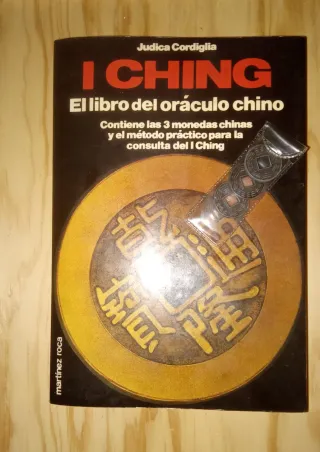 Judica Cordiglia
I CHING
El libro del oráculo chino
Contiene las 3 monedas chinas
y el método práctico para la
consulta del I Ching
martínez roca